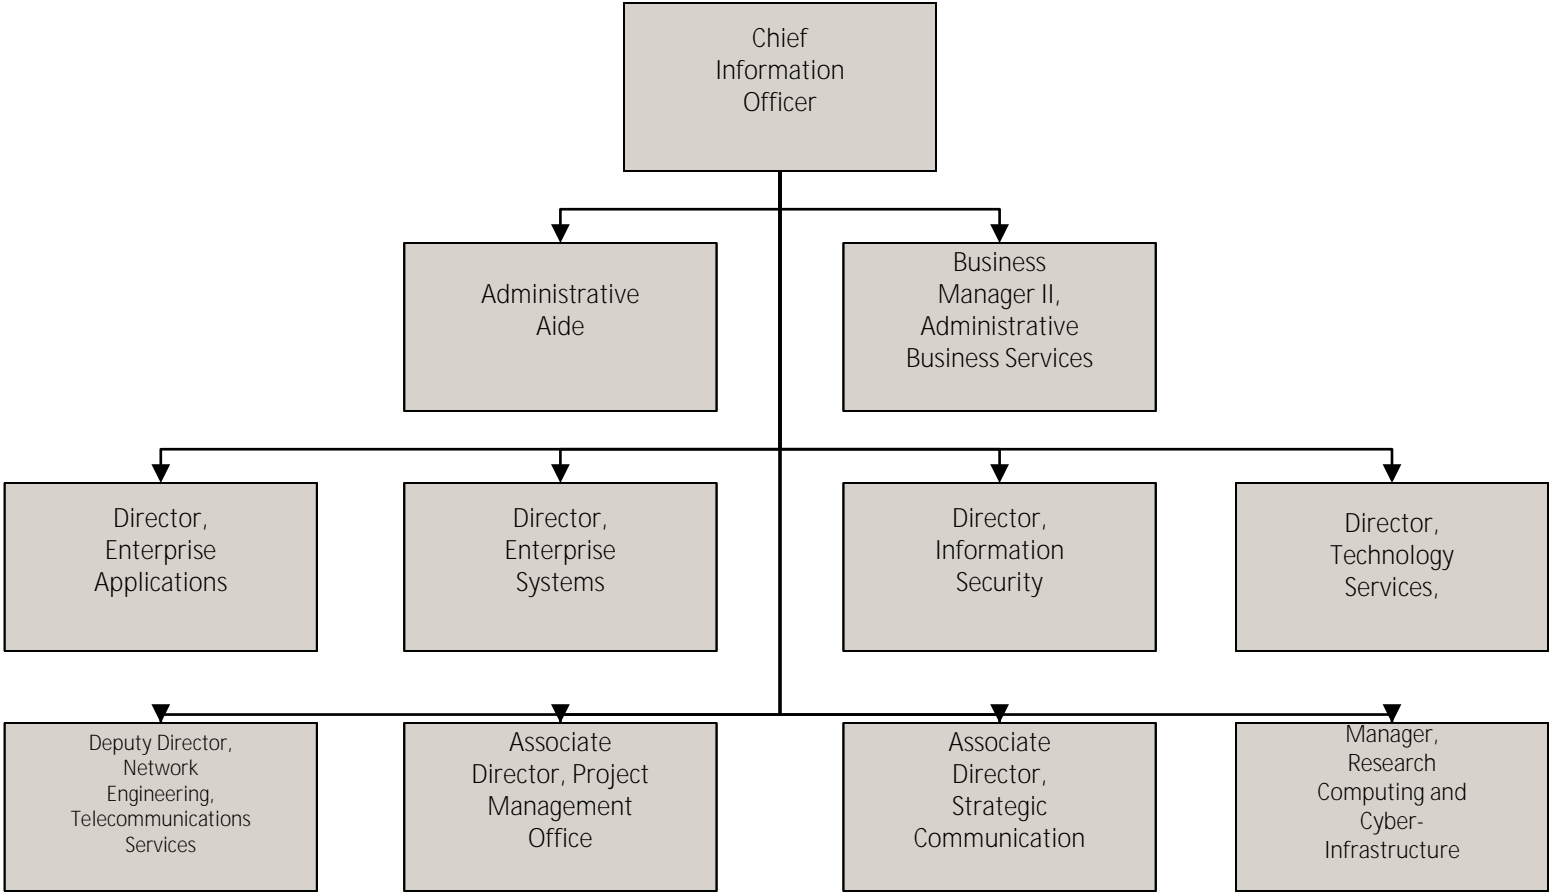 Chief
Information
Officer
Administrative
Aide
Business
Manager II,
Administrative
Business Services
Director,
Enterprise
Applications
Director,
Enterprise
Systems
Director,
Information
Security
Director,
Technology
Services,
Deputy Director,
Network
Engineering,
Telecommunications
Services
Associate
Director, Project
Management
Office
Associate
Director,
Strategic
Communication
Manager,
Research
Computing and
Cyber-
Infrastructure